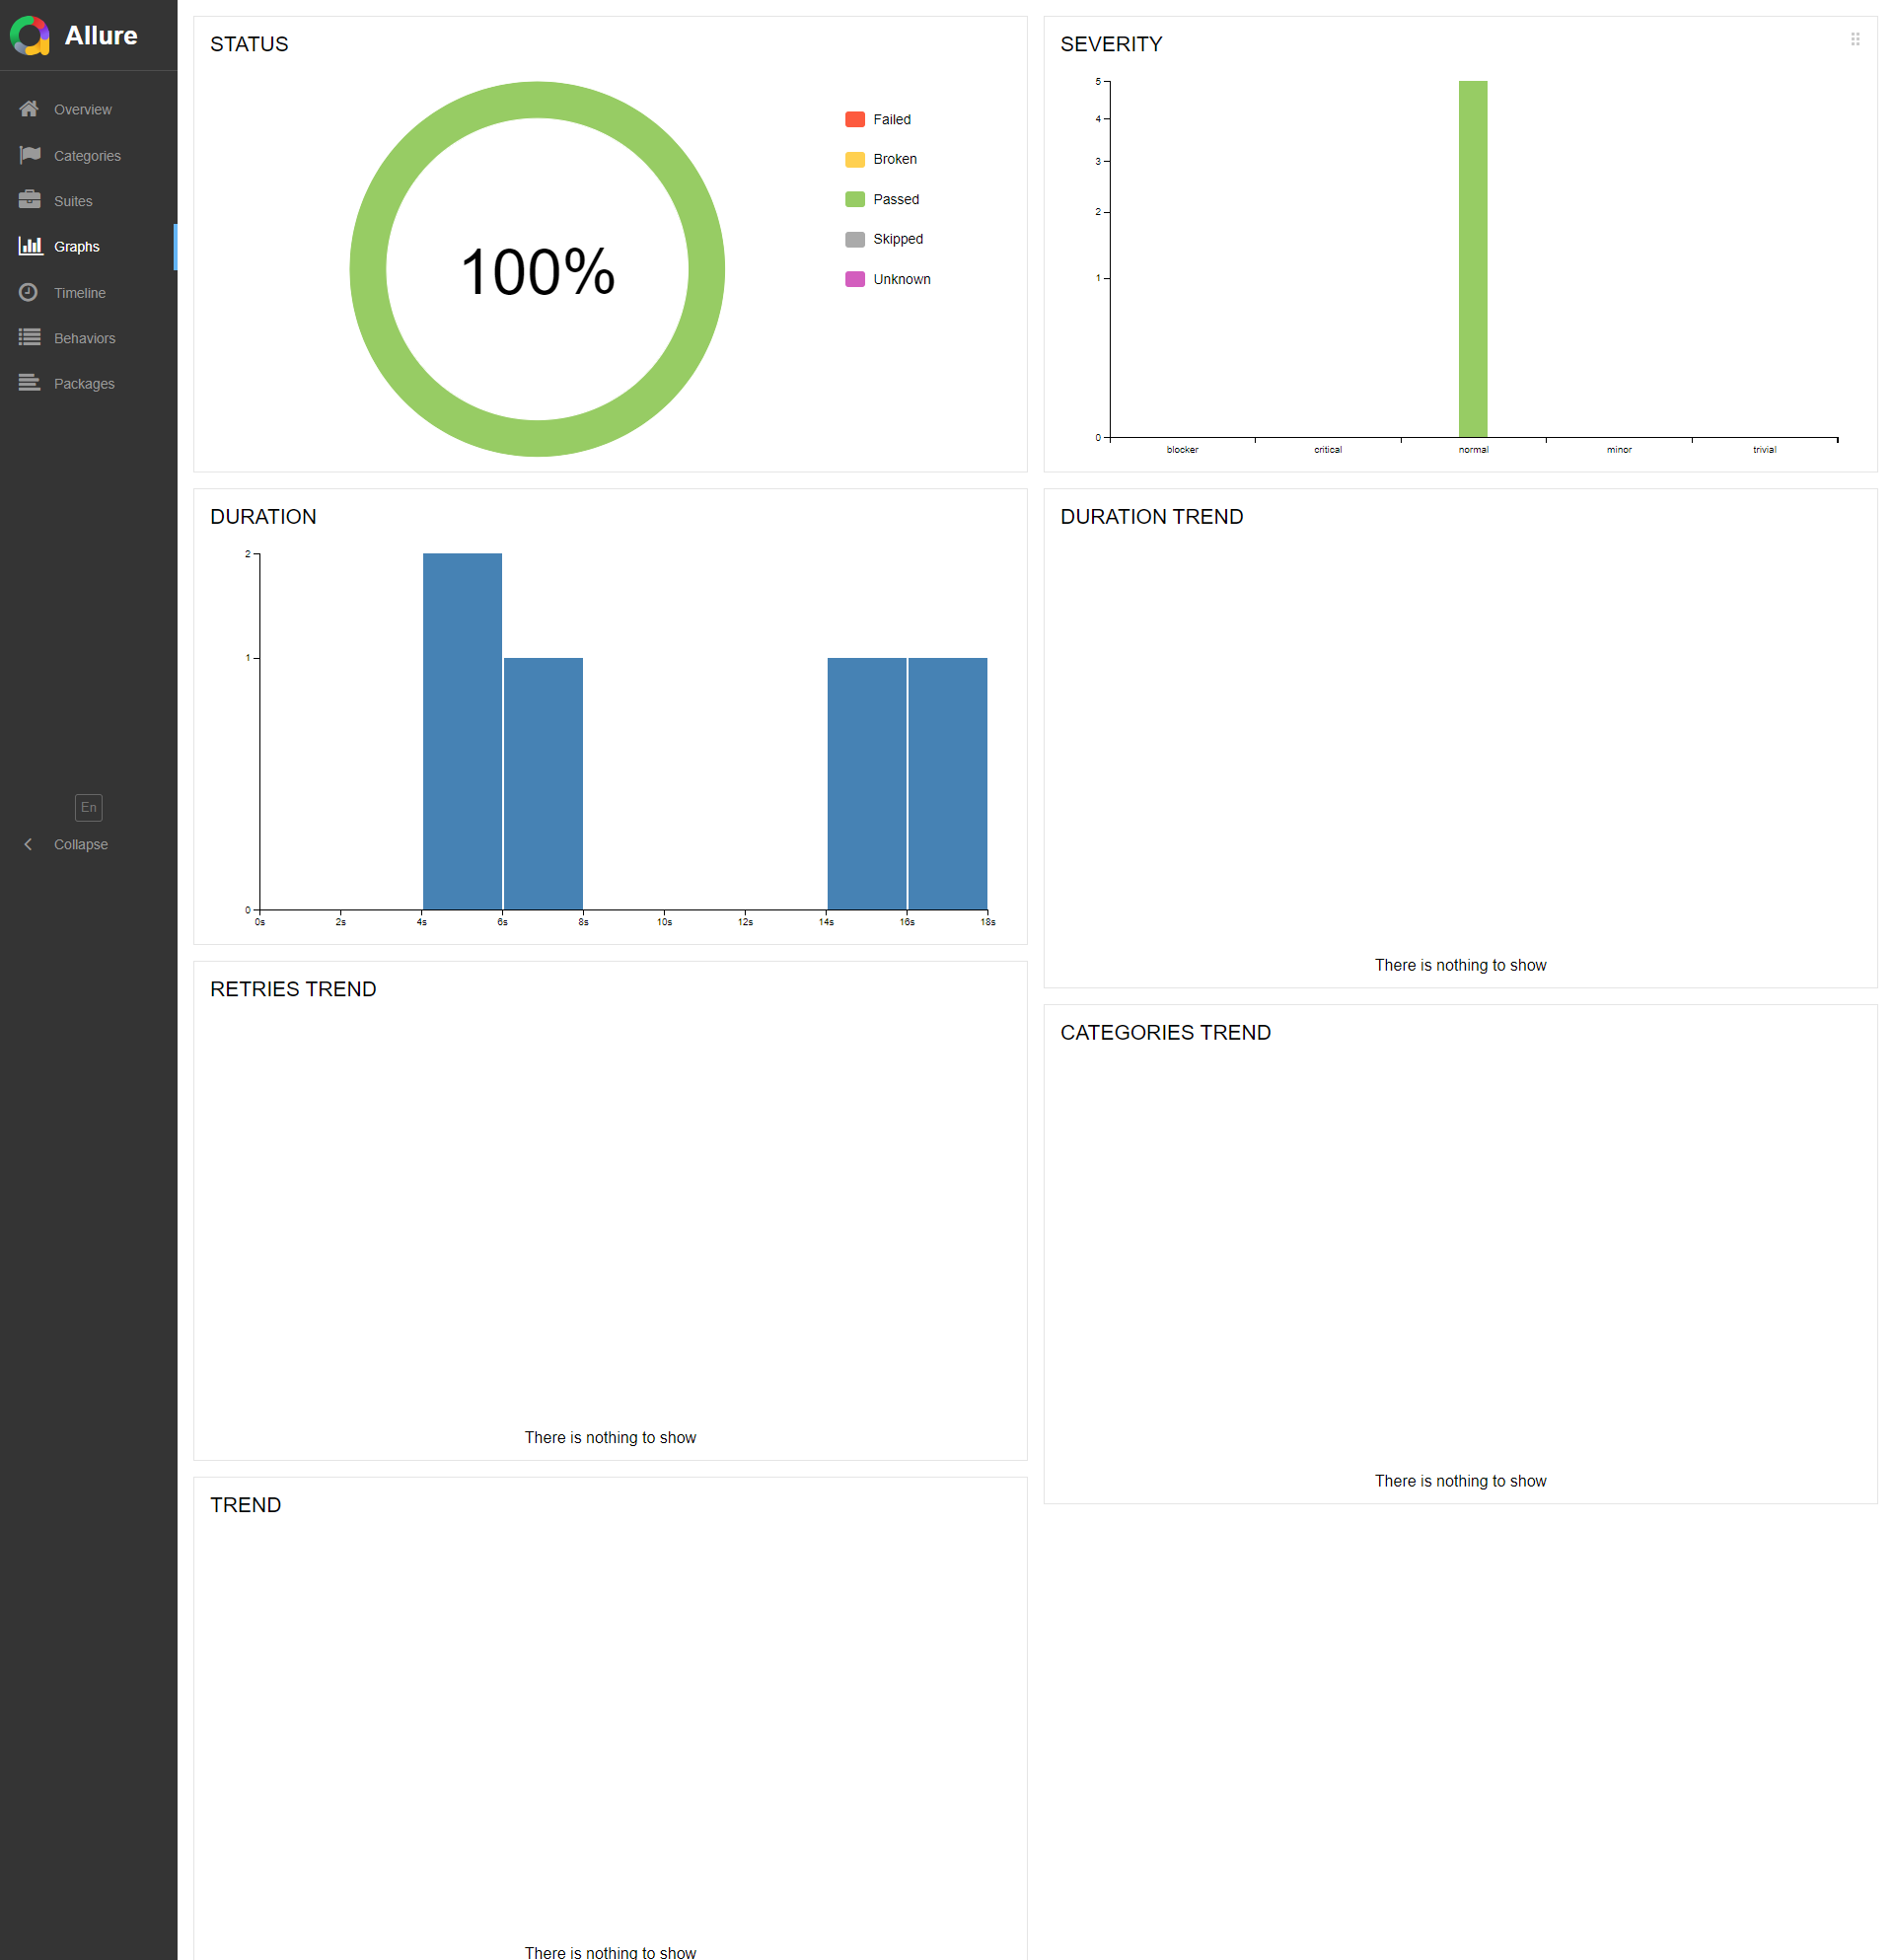 Allure
Overview
Categories
Suites
Graphs
Timeline
Behaviors
Packages
En
Collapse
STATUS
100%
Failed
Broken
Passed
Skipped
Unknown
SEVERITY
5
4
3
2
1
0
blocker critical normal minor trivial
DURATION
2
1
0
0s 2s 4s 6s 8s 10s 12s 14s 16s 18s
DURATION TREND
There is nothing to show
RETRIES TREND
There is nothing to show
CATEGORIES TREND
There is nothing to show
TREND
There is nothing to show